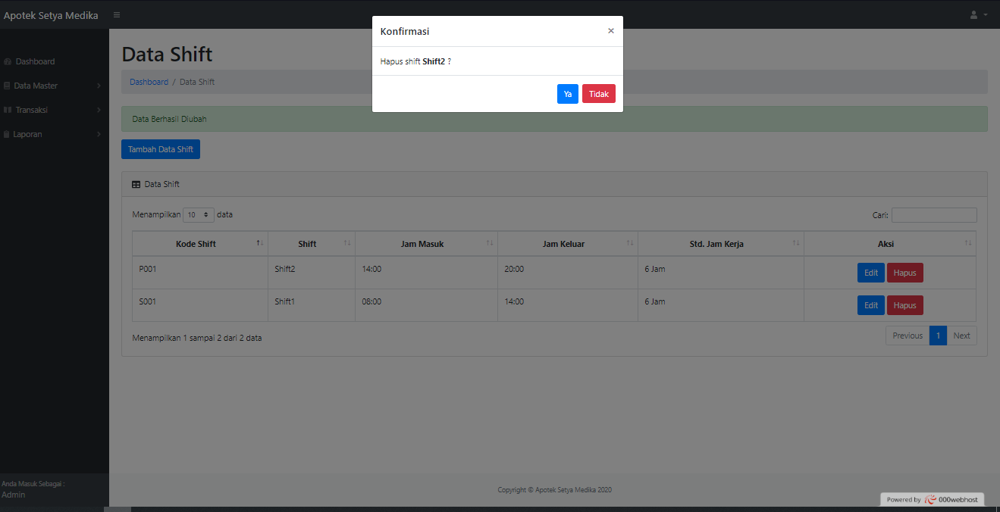 Apotek Setya Medika
Konfirmasi ×
Hapus shift Shift2 ?
Ya Tidak
Dashboard
Data Master
Transaksi
Laporan
Data Shift
Dashboard / Data Shift
Data Berhasil Diubah
Tambah Data Shift
Data Shift
Menampilkan 10 data
Cari:
Kode Shift Shift Jam Masuk Jam Keluar Std. Jam Kerja Aksi
P001 Shift2 14:00 20:00 6 Jam Edit Hapus
S001 Shift1 08:00 14:00 6 Jam Edit Hapus
Menampilkan 1 sampai 2 dari 2 data
Previous 1 Next
Anda Masuk Sebagai :
Admin
Copyright © Apotek Setya Medika 2020
Powered by 000webhost